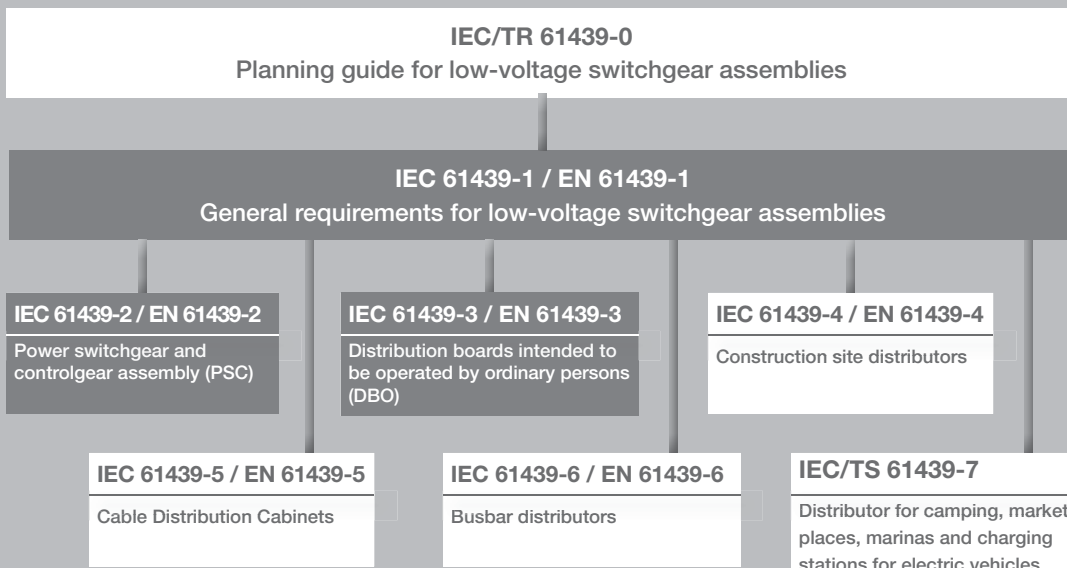 IEC/TR 61439-0
Planning guide for low-voltage switchgear assemblies
IEC 61439-1 / EN 61439-1
General requirements for low-voltage switchgear assemblies
IEC 61439-2 / EN 61439-2
Power switchgear and
controlgear assembly (PSC)
IEC 61439-3 / EN 61439-3
Distribution boards intended to
be operated by ordinary persons
(DBO)
IEC 61439-4 / EN 61439-4
Construction site distributors
IEC 61439-5 / EN 61439-5
Cable Distribution Cabinets
IEC 61439-6 / EN 61439-6
Busbar distributors
IEC/TS 61439-7
Distributor for camping, market
places, marinas and charging
stations for electric vehicles